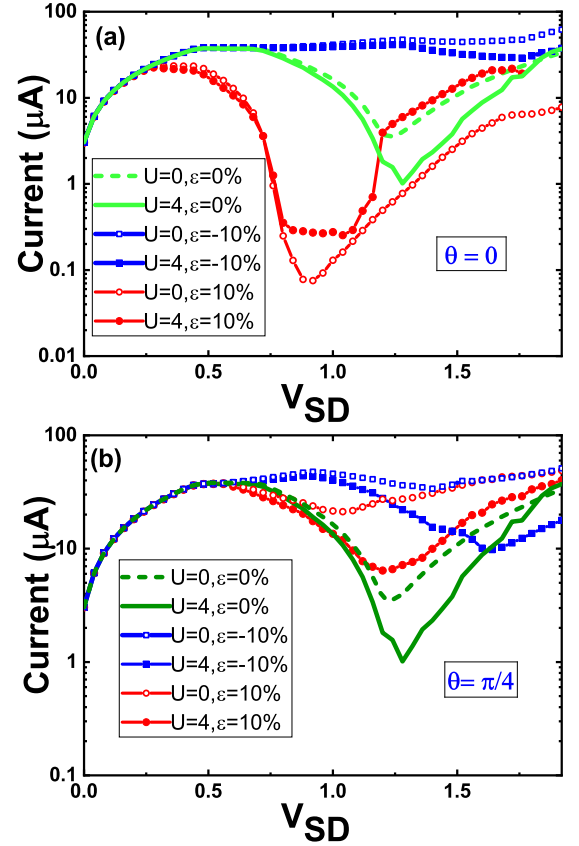 (a)
100
10
1
0.1
0.01
Current (μA)
U=0,ε=0%
U=4,ε=0%
U=0,ε=-10%
U=4,ε=-10%
U=0,ε=10%
U=4,ε=10%
θ = 0
0.0 0.5 1.0 1.5
V_SD
(b)
100
10
1
0.1
Current (μA)
U=0,ε=0%
U=4,ε=0%
U=0,ε=-10%
U=4,ε=-10%
U=0,ε=10%
U=4,ε=10%
θ= π/4
0.0 0.5 1.0 1.5
V_SD